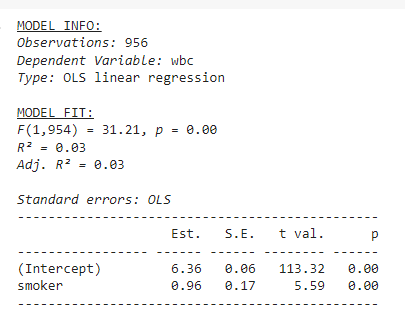 MODEL INFO:
Observations: 956
Dependent Variable: wbc
Type: OLS linear regression
MODEL FIT:
F(1,954) = 31.21, p = 0.00
R² = 0.03
Adj. R² = 0.03
Standard errors: OLS
------------------------------------------------
Est. S.E. t val. p
----------------- ------ ------ -------- ------
(Intercept) 6.36 0.06 113.32 0.00
smoker 0.96 0.17 5.59 0.00
------------------------------------------------